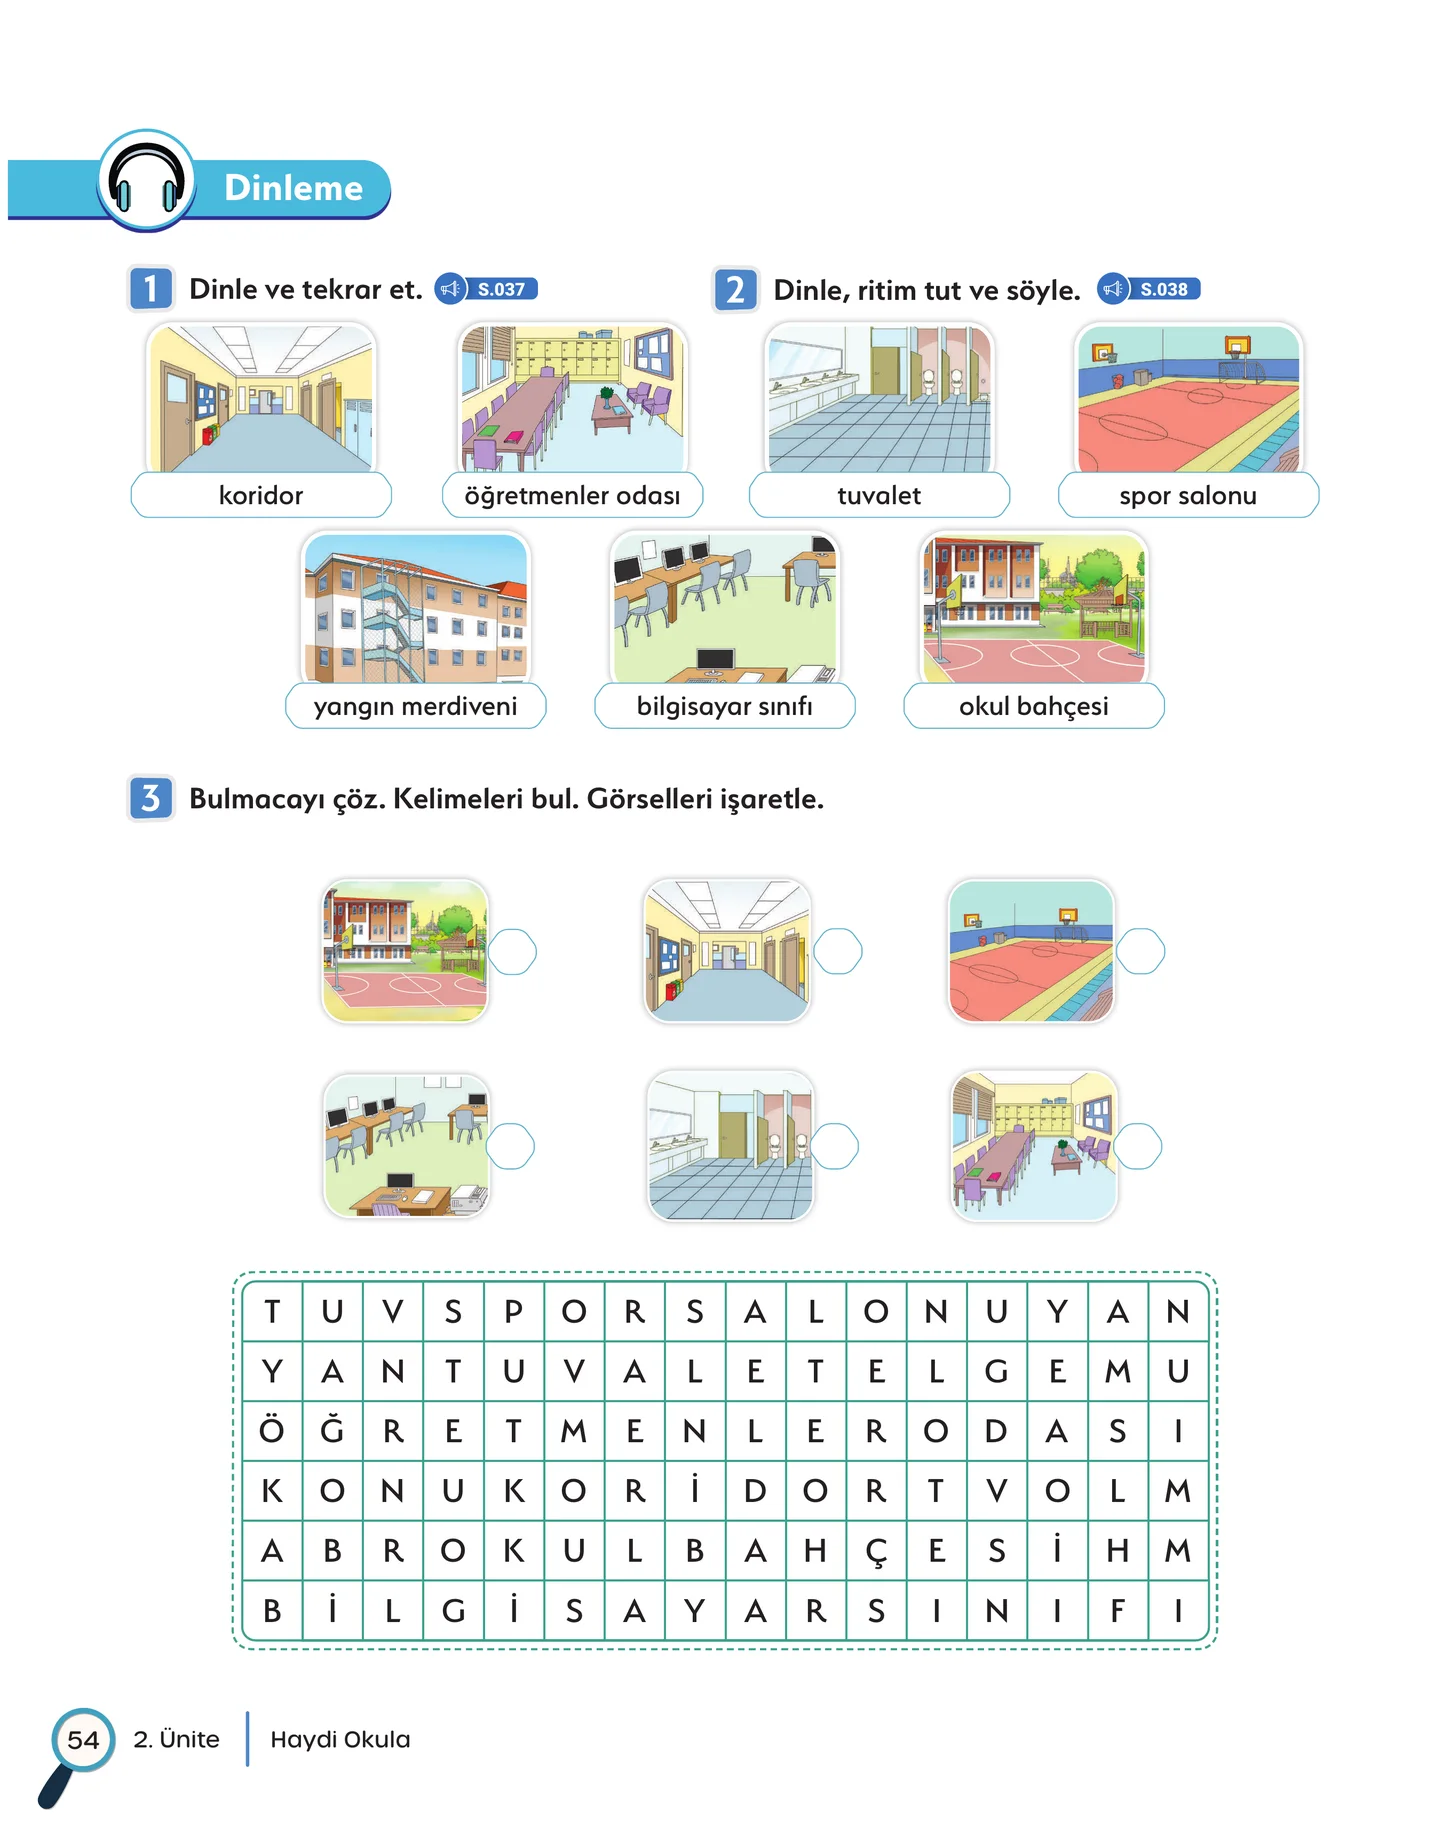 Dinleme
1 Dinle ve tekrar et. S.037
2 Dinle, ritim tut ve söyle. S.038
koridor
öğretmenler odası
tuvalet
spor salonu
yangın merdiveni
bilgisayar sınıfı
okul bahçesi
3 Bulmacayı çöz. Kelimeleri bul. Görselleri işaretle.
T U V S P O R S A L O N U Y A N
Y A N T U V A L E T E L G E M U
Ö Ğ R E T M E N L E R O D A S I
K O N U K O R İ D O R T V O L M
A B R O K U L B A H Ç E S İ H M
B İ L G İ S A Y A R S I N I F I
54 2. Ünite Haydi Okula